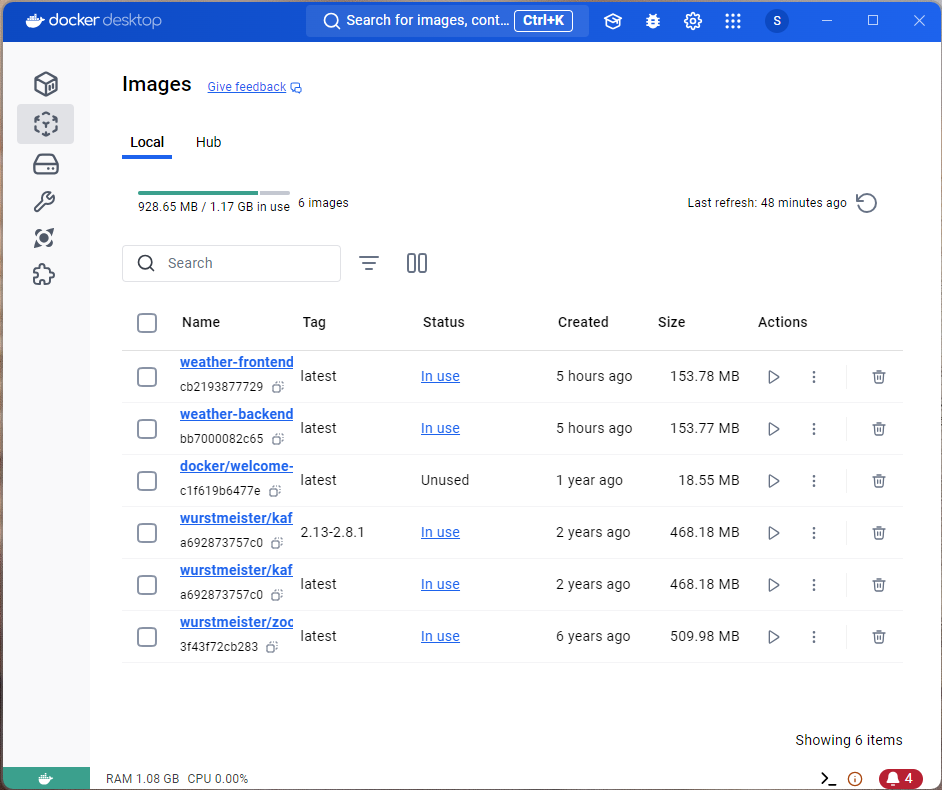 docker desktop Search for images, cont... Ctrl+K S
Images Give feedback
Local Hub
928.65 MB / 1.17 GB in use 6 images Last refresh: 48 minutes ago
Search
Name Tag Status Created Size Actions
weather-frontend
cb2193877729 latest In use 5 hours ago 153.78 MB
weather-backend
bb7000082c65 latest In use 5 hours ago 153.77 MB
docker/welcome-
c1f619b6477e latest Unused 1 year ago 18.55 MB
wurstmeister/kaf
a692873757c0 2.13-2.8.1 In use 2 years ago 468.18 MB
wurstmeister/kaf
a692873757c0 latest In use 2 years ago 468.18 MB
wurstmeister/zoo
3f43f72cb283 latest In use 6 years ago 509.98 MB
Showing 6 items
RAM 1.08 GB CPU 0.00% 4